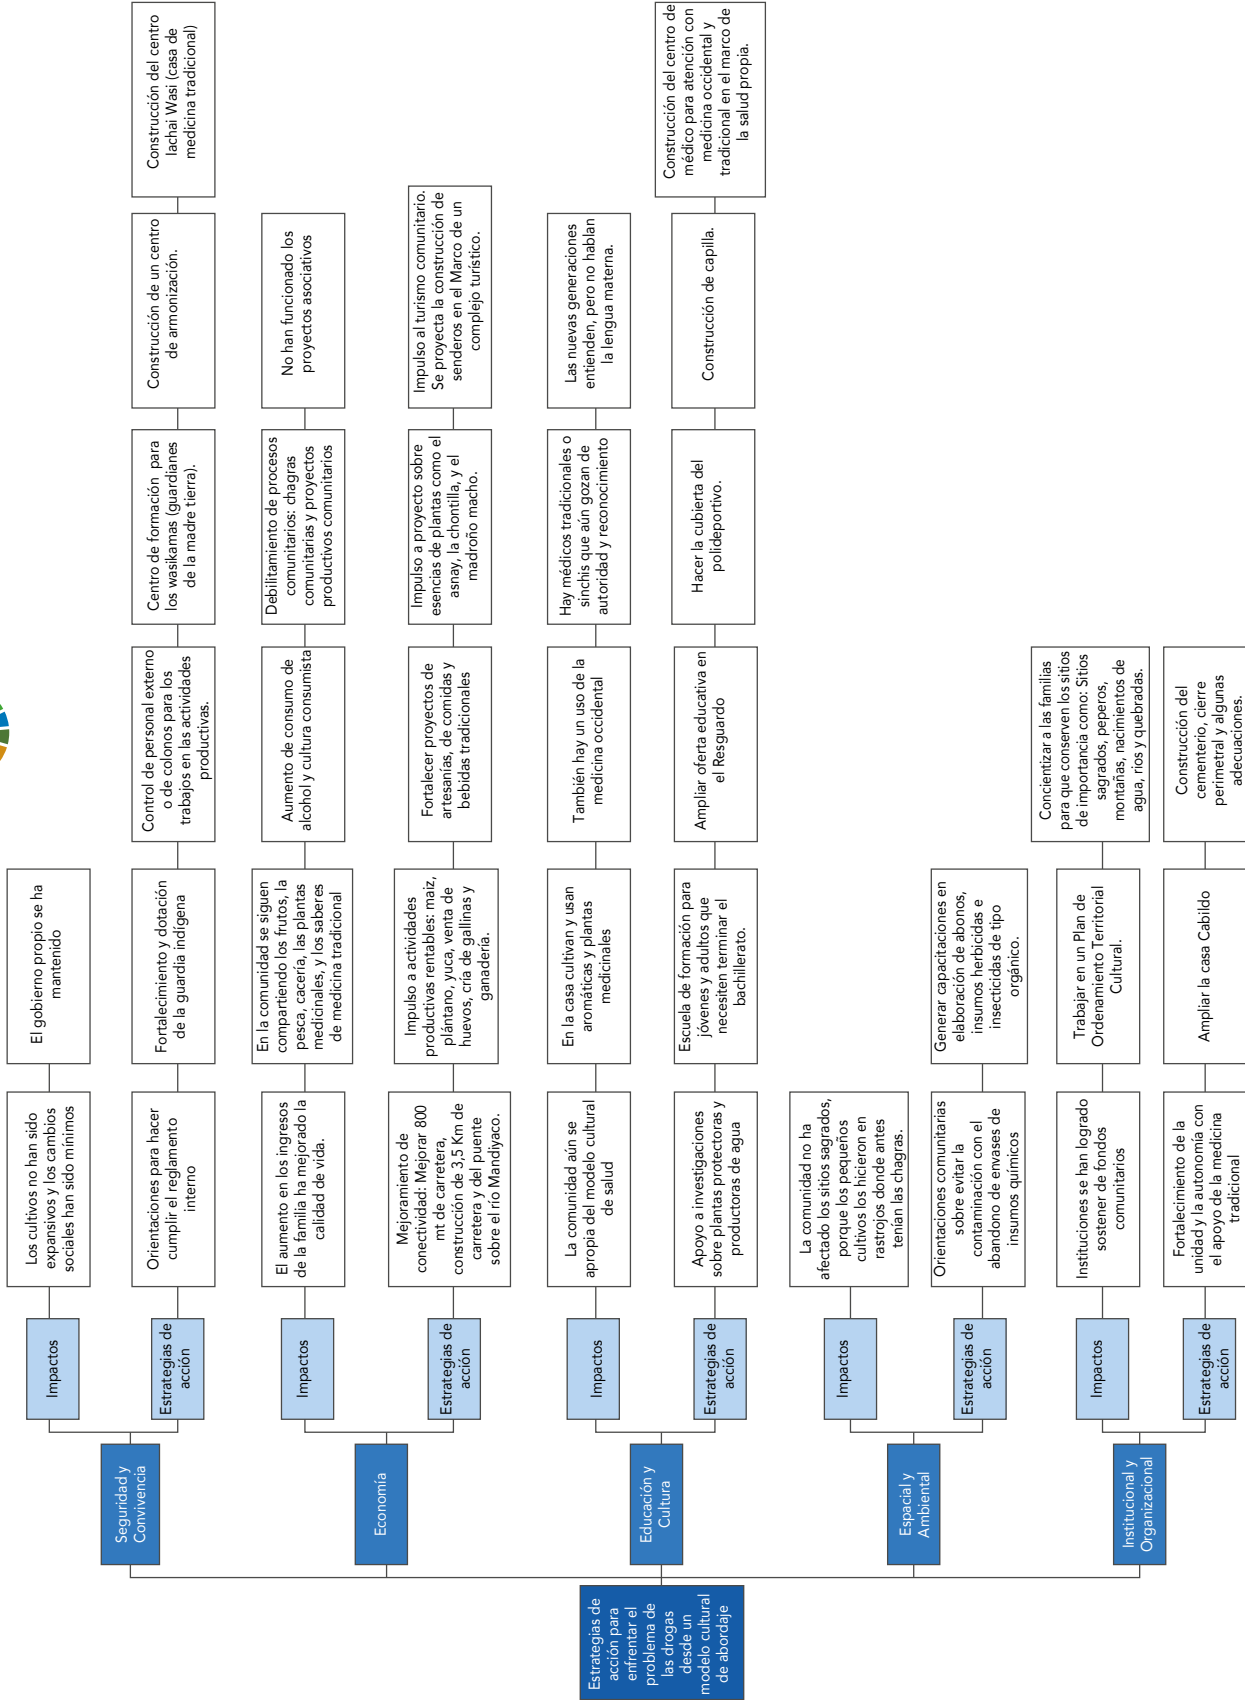 Estrategias de
acción para
enfrentar el
problema de
las drogas
desde un
modelo cultural
de abordaje
Seguridad y
Convivencia
Impactos
Los cultivos no han sido
expansivos y los cambios
sociales han sido mínimos
El gobierno propio se ha
mantenido
Estrategias de
acción
Orientaciones para hacer
cumplir el reglamento
interno
Fortalecimiento y dotación
de la guardia indígena
Control de personal externo
o de colonos para los
trabajos en las actividades
productivas.
Centro de formación para
los wasikamas (guardianes
de la madre tierra).
Construcción de un centro
de armonización.
Construcción del centro
Iachai Wasi (casa de
medicina tradicional)
Economía
Impactos
El aumento en los ingresos
de la familia ha mejorado la
calidad de vida.
En la comunidad se siguen
compartiendo los frutos, la
pesca, cacería, las plantas
medicinales, y los saberes
de medicina tradicional
Aumento de consumo de
alcohol y cultura consumista
Debilitamiento de procesos
comunitarios: chagras
comunitarias y proyectos
productivos comunitarios
No han funcionado los
proyectos asociativos
Estrategias de
acción
Mejoramiento de
conectividad: Mejorar 800
mt de carretera,
construcción de 3,5 Km de
carretera y del puente
sobre el río Mandiyaco.
Impulso a actividades
productivas rentables: maiz,
plántano, yuca, venta de
huevos, cría de gallinas y
ganadería.
Fortalecer proyectos de
artesanías, de comidas y
bebidas tradicionales
Impulso a proyecto sobre
esencias de plantas como el
asnay, la chontilla, y el
madroño macho.
Impulso al turismo comunitario.
Se proyecta la construcción de
senderos en el Marco de un
complejo turístico.
Educación y
Cultura
Impactos
La comunidad aún se
apropia del modelo cultural
de salud
En la casa cultivan y usan
aromáticas y plantas
medicinales
También hay un uso de la
medicina occidental
Hay médicos tradicionales o
sinchis que aún gozan de
autoridad y reconocimiento
Las nuevas generaciones
entienden, pero no hablan
la lengua materna.
Estrategias de
acción
Apoyo a investigaciones
sobre plantas protectoras y
productoras de agua
Escuela de formación para
jóvenes y adultos que
necesiten terminar el
bachillerato.
Ampliar oferta educativa en
el Resguardo
Hacer la cubierta del
polideportivo.
Construcción de capilla.
Construcción del centro de
médico para atención con
medicina occidental y
tradicional en el marco de
la salud propia.
Espacial y
Ambiental
Impactos
La comunidad no ha
afectado los sitios sagrados,
porque los pequeños
cultivos los hicieron en
rastrojos donde antes
tenían las chagras.
Estrategias de
acción
Orientaciones comunitarias
sobre evitar la
contaminación con el
abandono de envases de
insumos químicos
Generar capacitaciones en
elaboración de abonos,
insumos herbicidas e
insecticidas de tipo
orgánico.
Institucional y
Organizacional
Impactos
Instituciones se han logrado
sostener de fondos
comunitarios
Trabajar en un Plan de
Ordenamiento Territorial
Cultural.
Concientizar a las familias
para que conserven los sitios
de importancia como: Sitios
sagrados, peperos,
montañas, nacimientos de
agua, ríos y quebradas.
Estrategias de
acción
Fortalecimiento de la
unidad y la autonomía con
el apoyo de la medicina
tradicional
Ampliar la casa Cabildo
Construcción del
cementerio, cierre
perimetral y algunas
adecuaciones.